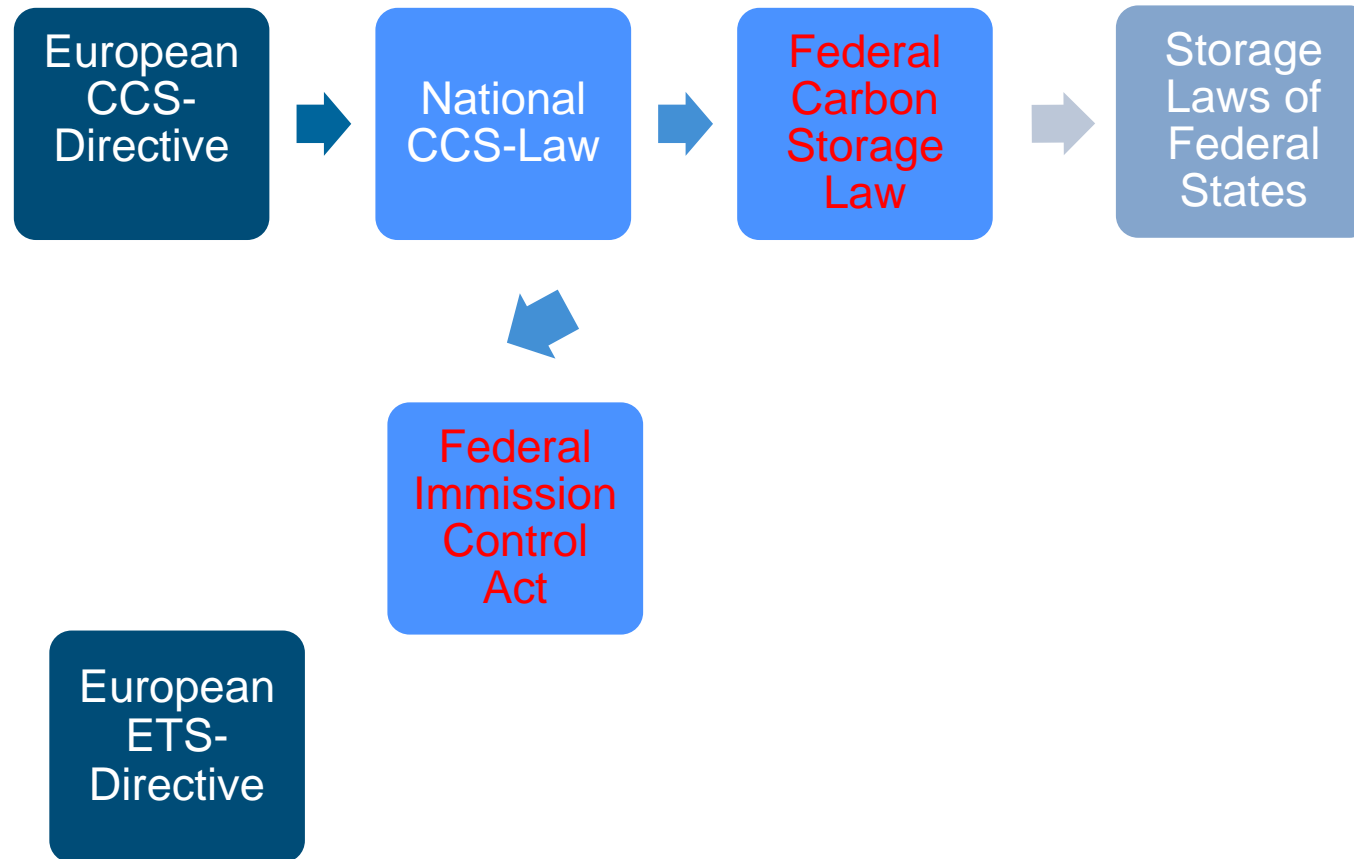 European
CCS-
Directive
National
CCS-Law
Federal
Carbon
Storage
Law
Storage
Laws of
Federal
States
Federal
Immission
Control
Act
European
ETS-
Directive